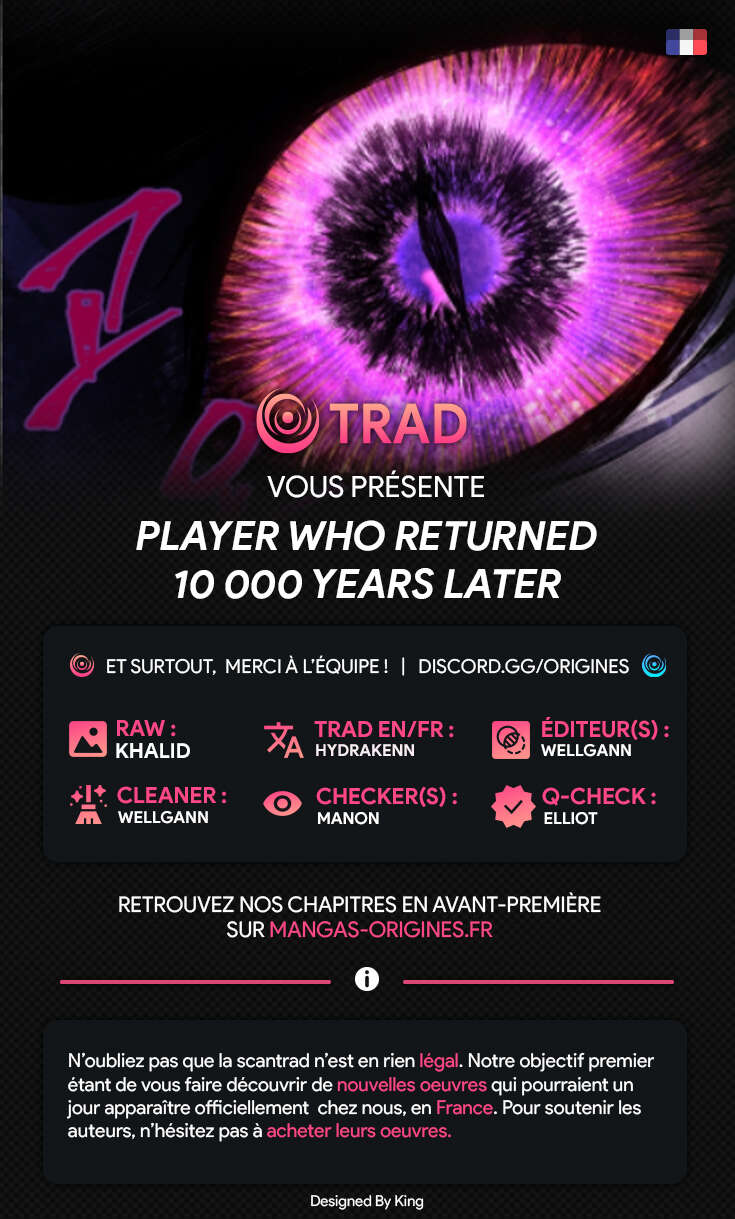 TRAD
VOUS PRÉSENTE
PLAYER WHO RETURNED
10 000 YEARS LATER
ET SURTOUT, MERCI À L'ÉQUIPE ! | DISCORD.GG/ORIGINES
RAW :
KHALID
TRAD EN/FR :
HYDRAKENN
ÉDITEUR(S) :
WELLGANN
CLEANER :
WELLGANN
CHECKER(S) :
MANON
Q-CHECK :
ELLIOT
RETROUVEZ NOS CHAPITRES EN AVANT-PREMIÈRE
SUR MANGAS-ORIGINES.FR
N'oubliez pas que la scantrad n'est en rien légal. Notre objectif premier
étant de vous faire découvrir de nouvelles oeuvres qui pourraient un
jour apparaître officiellement chez nous, en France. Pour soutenir les
auteurs, n'hésitez pas à acheter leurs oeuvres.
Designed By King